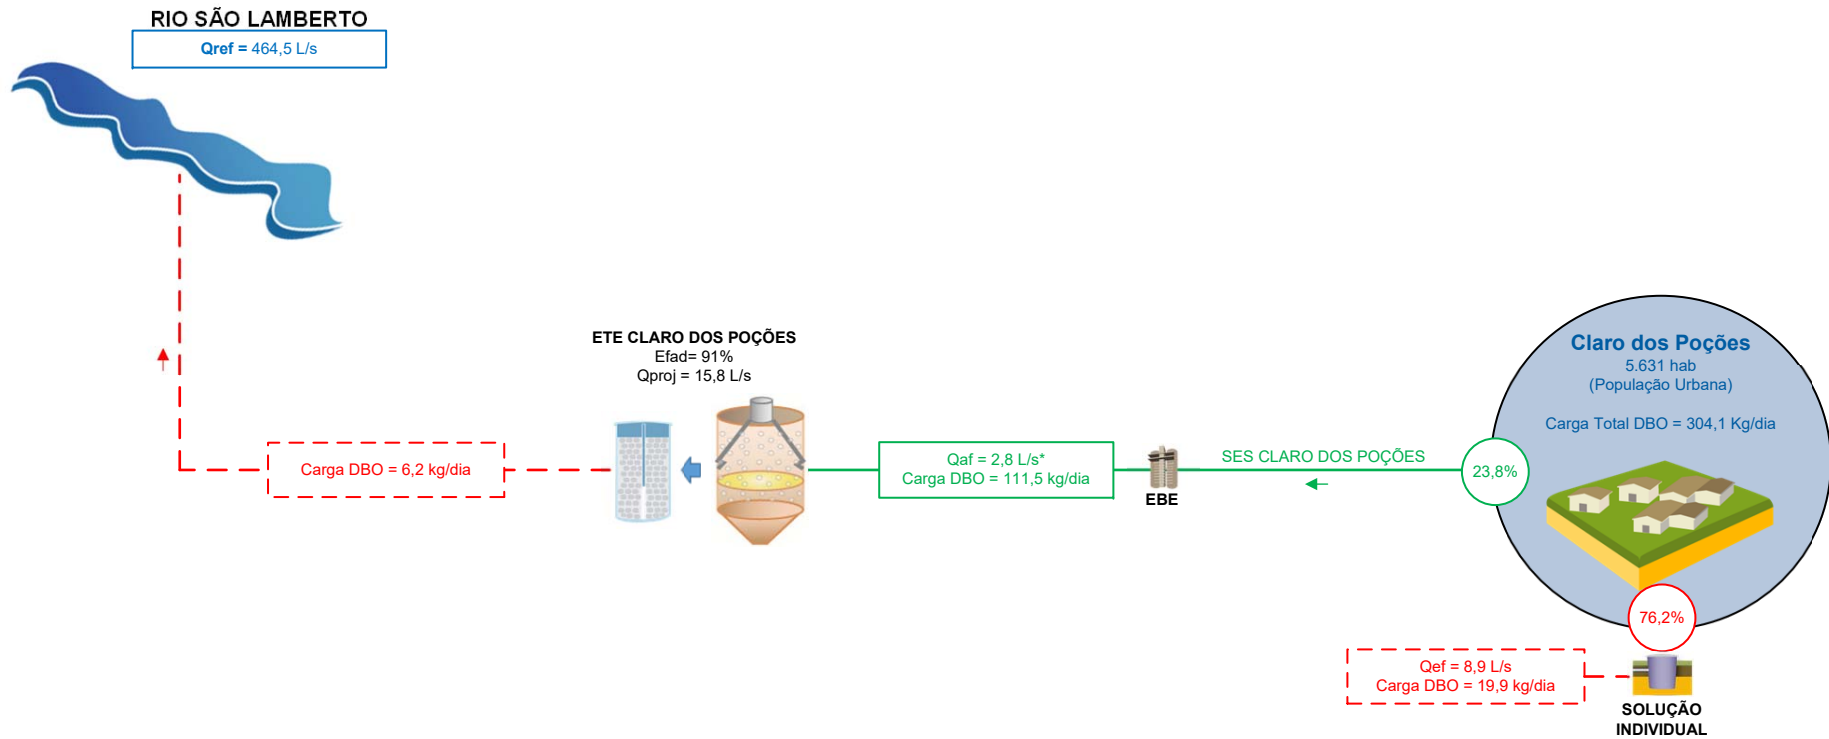 RIO SÃO LAMBERTO
Qref = 464,5 L/s
ETE CLARO DOS POÇÕES
Efad= 91%
Qproj = 15,8 L/s
Carga DBO = 6,2 kg/dia
Qaf = 2,8 L/s*
Carga DBO = 111,5 kg/dia
EBE
SES CLARO DOS POÇÕES
23,8%
Claro dos Poções
5.631 hab
(População Urbana)
Carga Total DBO = 304,1 Kg/dia
76,2%
Qef = 8,9 L/s
Carga DBO = 19,9 kg/dia
SOLUÇÃO
INDIVIDUAL